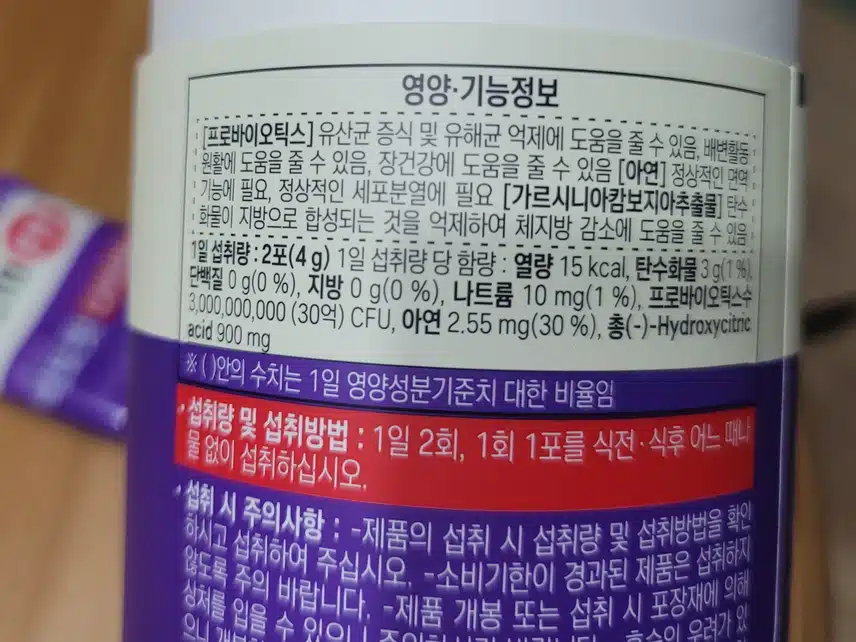 영양·기능정보
[프로바이오틱스] 유산균 증식 및 유해균 억제에 도움을 줄 수 있음, 배변활동
원활에 도움을 줄 수 있음, 장건강에 도움을 줄 수 있음 [아연] 정상적인 면역
기능에 필요, 정상적인 세포분열에 필요 [가르시니아캄보지아추출물] 탄수
화물이 지방으로 합성되는 것을 억제하여 체지방 감소에 도움을 줄 수 있음
1일 섭취량 : 2포(4 g) 1일 섭취량 당 함량 : 열량 15 kcal, 탄수화물 3 g(1 %),
단백질 0 g(0 %), 지방 0 g(0 %), 나트륨 10 mg(1 %), 프로바이오틱스수
3,000,000,000 (30억) CFU, 아연 2.55 mg(30 %), 총(-)-Hydroxycitric
acid 900 mg
※ ( )안의 수치는 1일 영양성분기준치 대한 비율임
· 섭취량 및 섭취방법 : 1일 2회, 1회 1포를 식전 · 식후 어느 때나
물 없이 섭취하십시오.
· 섭취 시 주의사항 : -제품의 섭취 시 섭취량 및 섭취방법을 확인
하시고 섭취하여 주십시오. -소비기한이 경과된 제품은 섭취하지
않도록 주의 바랍니다. -제품 개봉 또는 섭취 시 포장재에 의해
상처를 입을 수 있으니